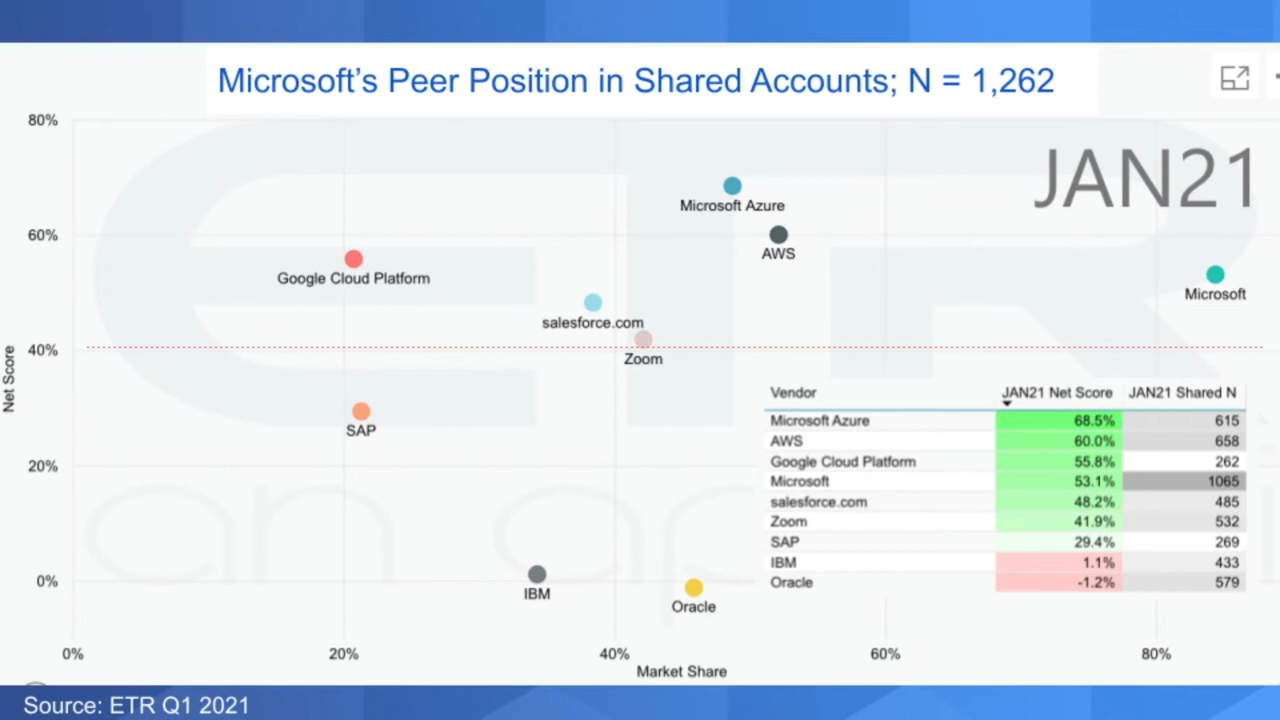 Microsoft's Peer Position in Shared Accounts; N = 1,262
JAN21
80%
60%
40%
20%
0%
Net Score
Microsoft Azure
AWS
Google Cloud Platform
Microsoft
salesforce.com
Zoom
SAP
IBM
Oracle
Vendor JAN21 Net Score JAN21 Shared N
Microsoft Azure 68.5% 615
AWS 60.0% 658
Google Cloud Platform 55.8% 262
Microsoft 53.1% 1065
salesforce.com 48.2% 485
Zoom 41.9% 532
SAP 29.4% 269
IBM 1.1% 433
Oracle -1.2% 579
0% 20% 40% 60% 80%
Market Share
Source: ETR Q1 2021
ETR